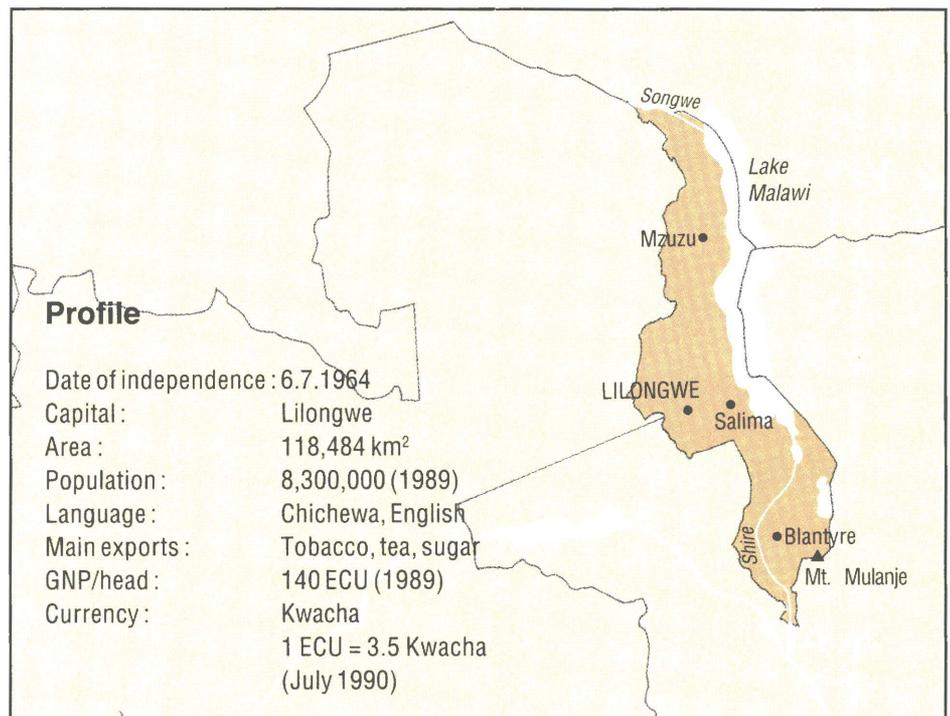 Songwe
Lake
Malawi
Mzuzu
Profile
Date of independence : 6.7.1964
LILONGWE
Capital : Lilongwe
Salima
Area : 118,484 km²
Population : 8,300,000 (1989)
Language : Chichewa, English
Main exports : Tobacco, tea, sugar
Shire
Blantyre
GNP/head : 140 ECU (1989)
Mt. Mulanje
Currency : Kwacha
1 ECU = 3.5 Kwacha
(July 1990)